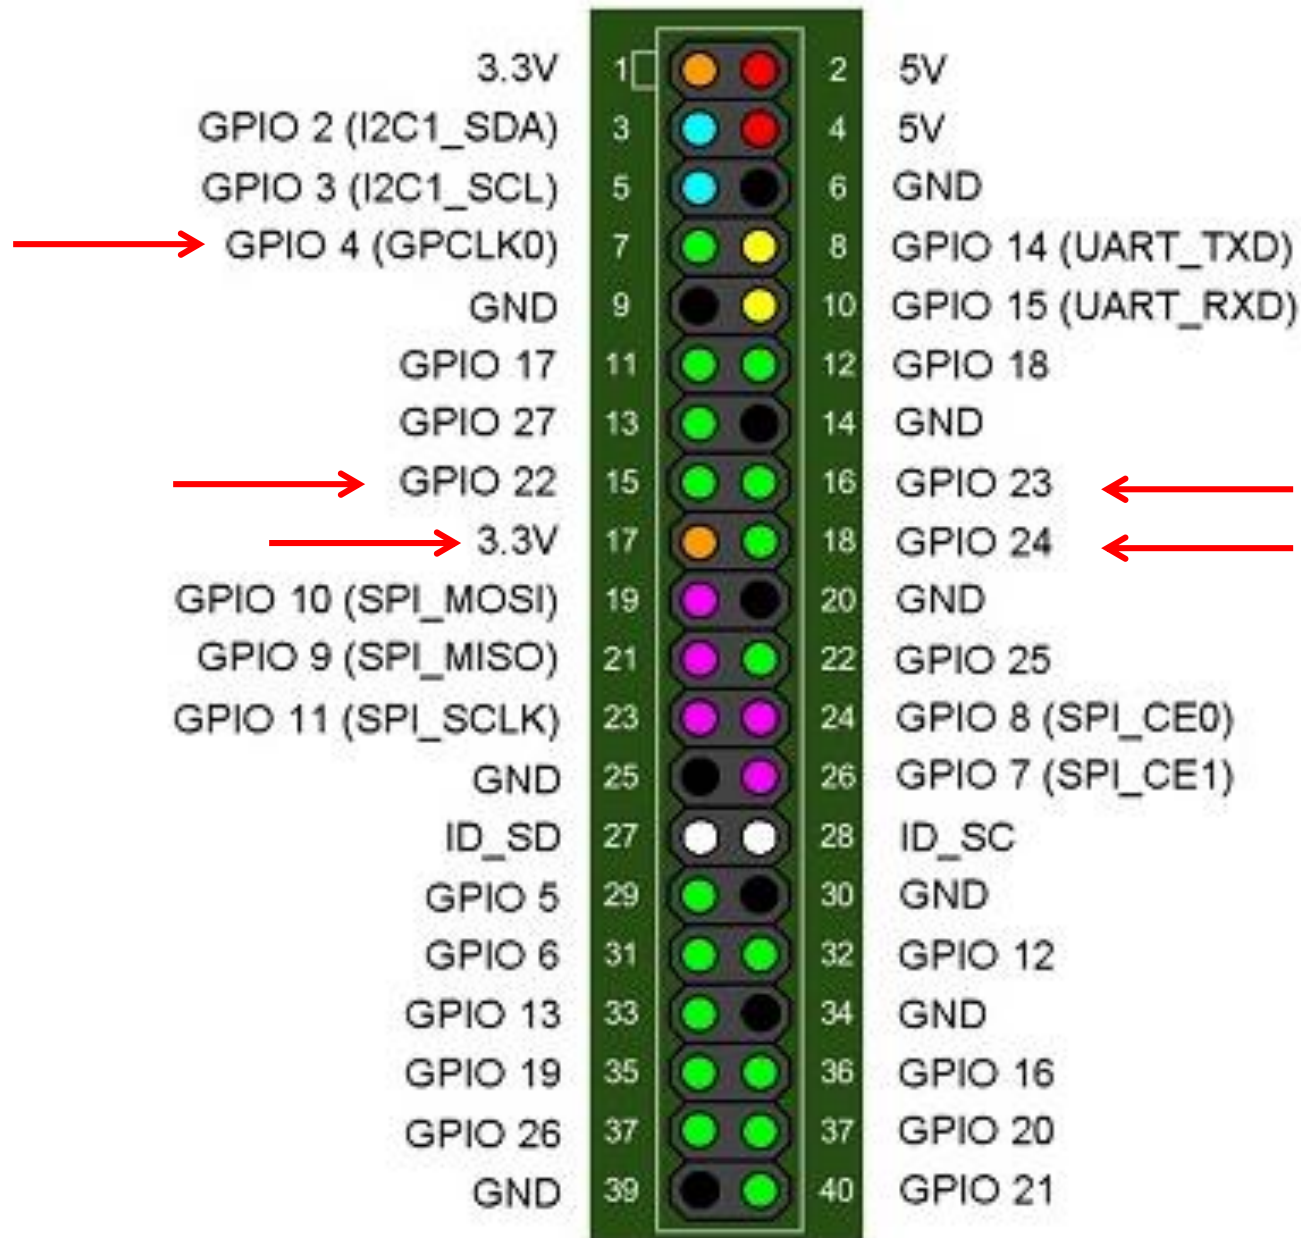 3.3V 1 2 5V
GPIO 2 (I2C1_SDA) 3 4 5V
GPIO 3 (I2C1_SCL) 5 6 GND
GPIO 4 (GPCLK0) 7 8 GPIO 14 (UART_TXD)
GND 9 10 GPIO 15 (UART_RXD)
GPIO 17 11 12 GPIO 18
GPIO 27 13 14 GND
GPIO 22 15 16 GPIO 23
3.3V 17 18 GPIO 24
GPIO 10 (SPI_MOSI) 19 20 GND
GPIO 9 (SPI_MISO) 21 22 GPIO 25
GPIO 11 (SPI_SCLK) 23 24 GPIO 8 (SPI_CE0)
GND 25 26 GPIO 7 (SPI_CE1)
ID_SD 27 28 ID_SC
GPIO 5 29 30 GND
GPIO 6 31 32 GPIO 12
GPIO 13 33 34 GND
GPIO 19 35 36 GPIO 16
GPIO 26 37 37 GPIO 20
GND 39 40 GPIO 21